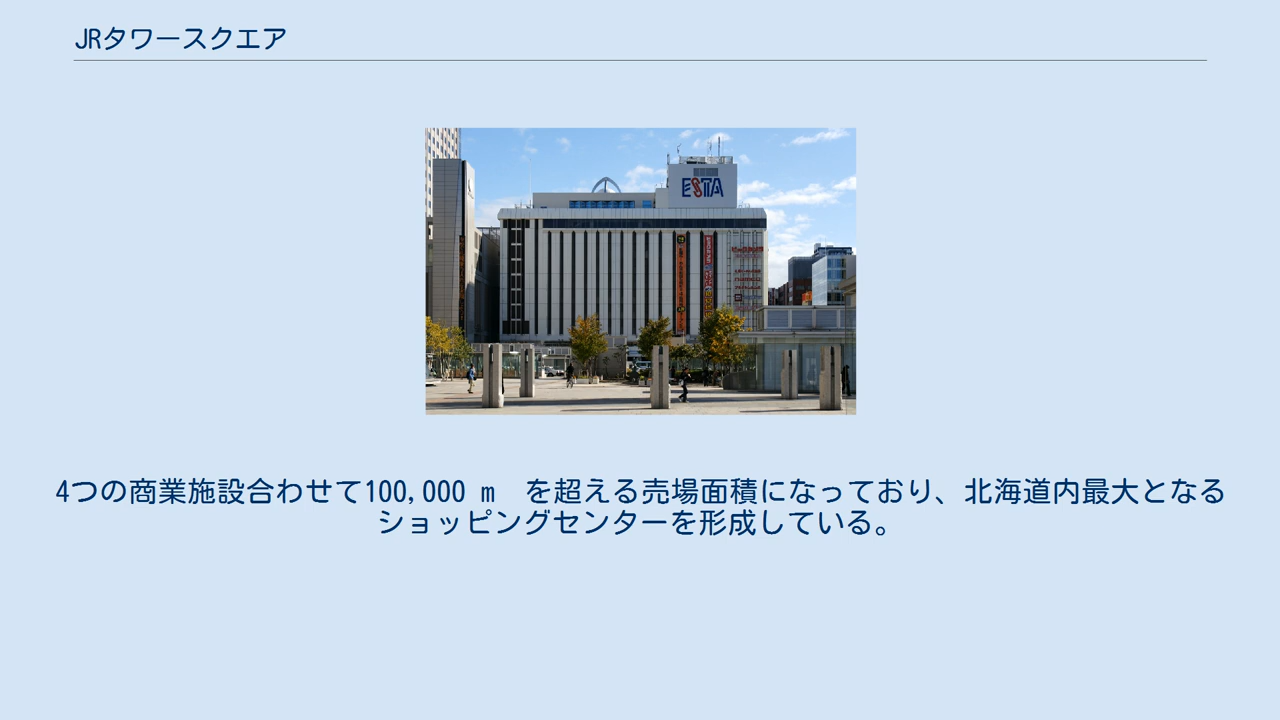 JRタワースクエア
ESTA
4つの商業施設合わせて100,000 m　を超える売場面積になっており、北海道内最大となる
ショッピングセンターを形成している。